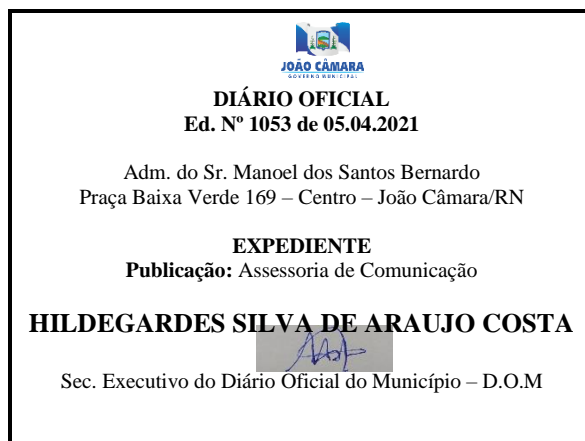 JOÃO CÂMARA
GOVERNO MUNICIPAL
DIÁRIO OFICIAL
Ed. Nº 1053 de 05.04.2021
Adm. do Sr. Manoel dos Santos Bernardo
Praça Baixa Verde 169 – Centro – João Câmara/RN
EXPEDIENTE
Publicação: Assessoria de Comunicação
HILDEGARDES SILVA DE ARAUJO COSTA
Sec. Executivo do Diário Oficial do Município – D.O.M